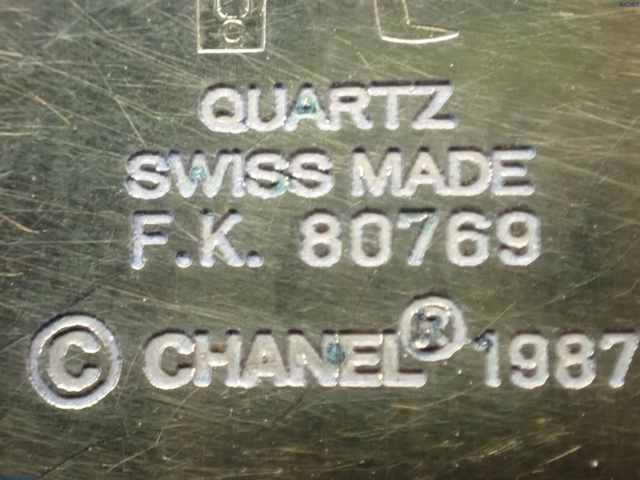 QUARTZ
SWISS MADE
F.K. 80769
© CHANEL® 1987